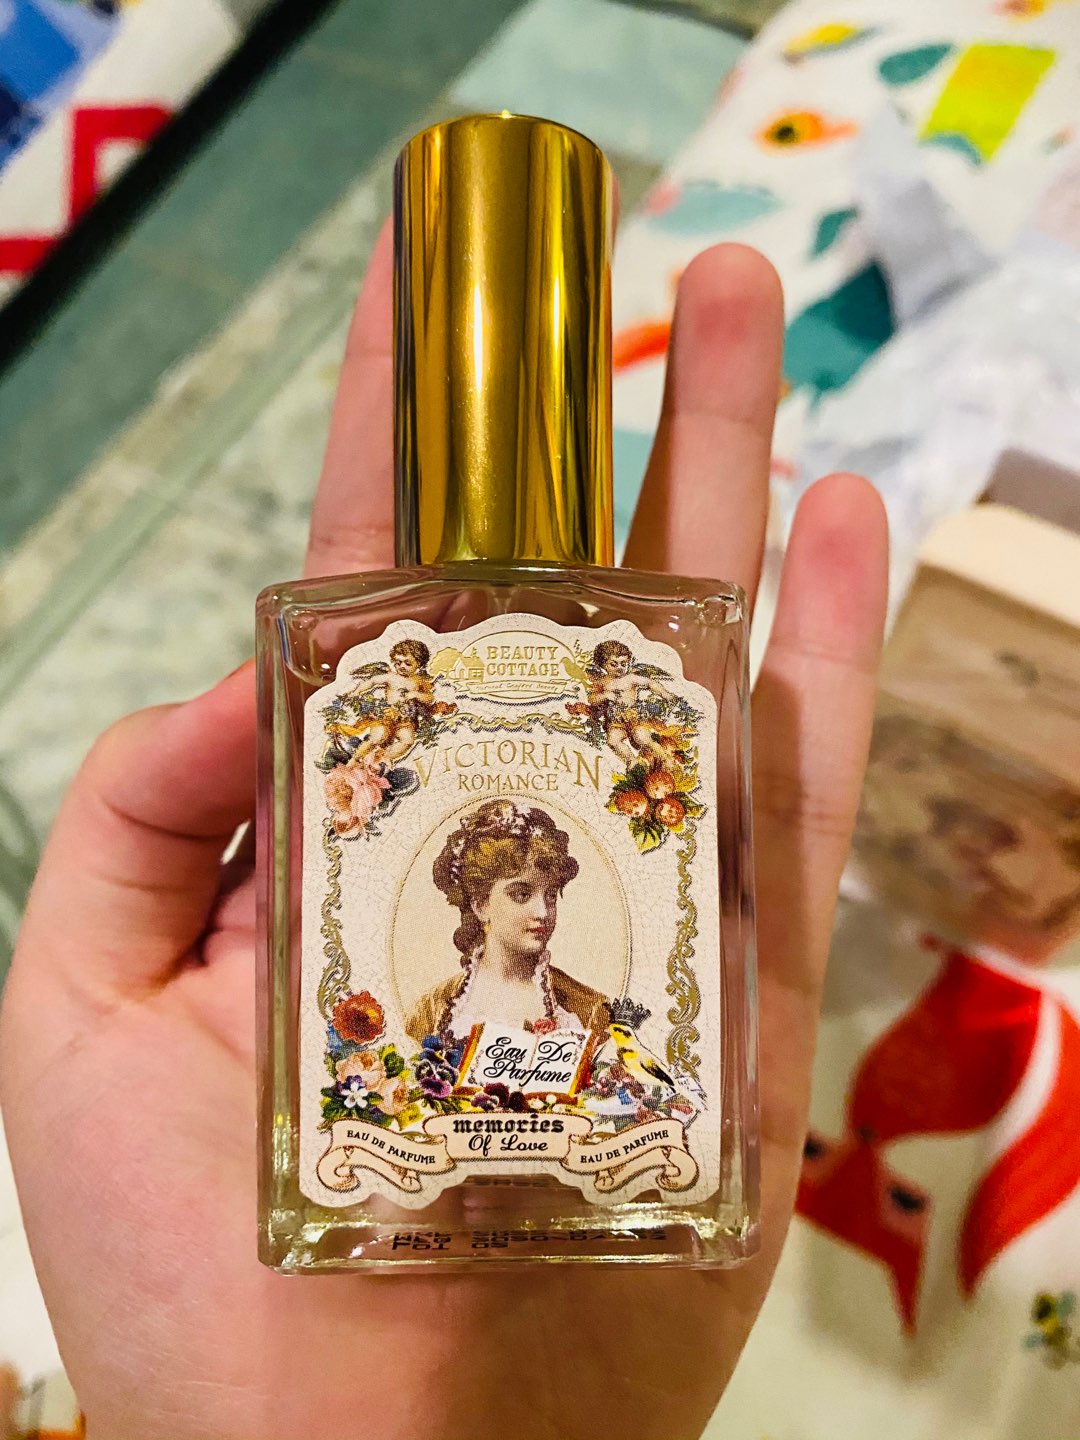 BEAUTY
COTTAGE
VICTORIAN
ROMANCE
Eau De
Parfume
memories
Of Love
EAU DE PARFUME
EAU DE PARFUME